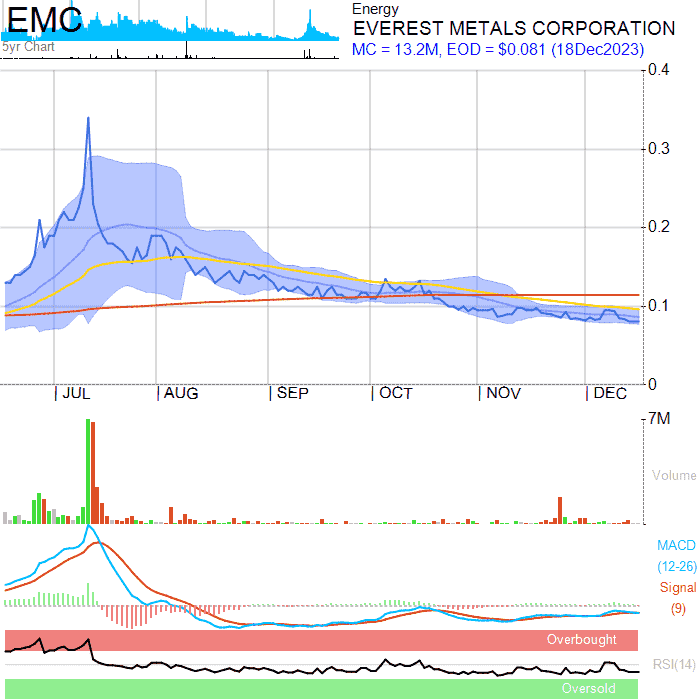 EMC
5yr Chart
Energy
EVEREST METALS CORPORATION
MC = 13.2M, EOD = $0.081 (18Dec2023)
0.4
0.3
0.2
0.1
0
JUL AUG SEP OCT NOV DEC
7M
Volume
MACD
(12-26)
Signal
(9)
Overbought
RSI(14)
Oversold